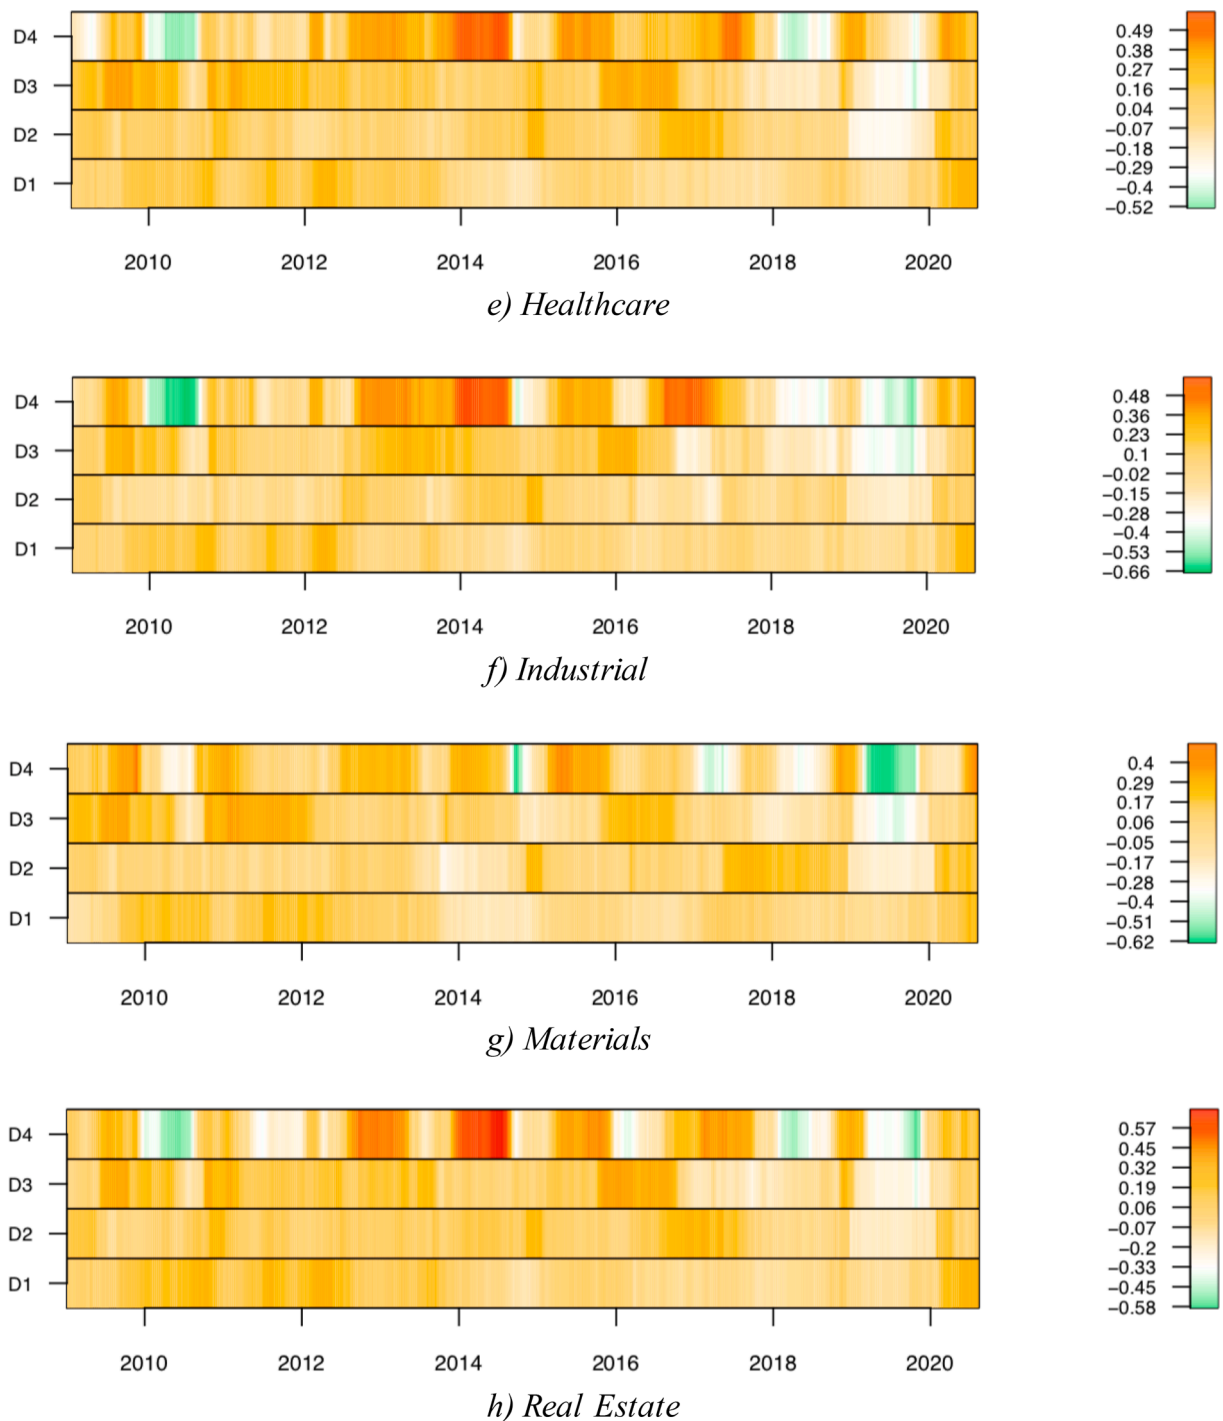 D4
D3
D2
D1
2010 2012 2014 2016 2018 2020
0.49
0.38
0.27
0.16
0.04
−0.07
−0.18
−0.29
−0.4
−0.52
e) Healthcare
D4
D3
D2
D1
2010 2012 2014 2016 2018 2020
0.48
0.36
0.23
0.1
−0.02
−0.15
−0.28
−0.4
−0.53
−0.66
f) Industrial
D4
D3
D2
D1
2010 2012 2014 2016 2018 2020
0.4
0.29
0.17
0.06
−0.05
−0.17
−0.28
−0.4
−0.51
−0.62
g) Materials
D4
D3
D2
D1
2010 2012 2014 2016 2018 2020
0.57
0.45
0.32
0.19
0.06
−0.07
−0.2
−0.33
−0.45
−0.58
h) Real Estate